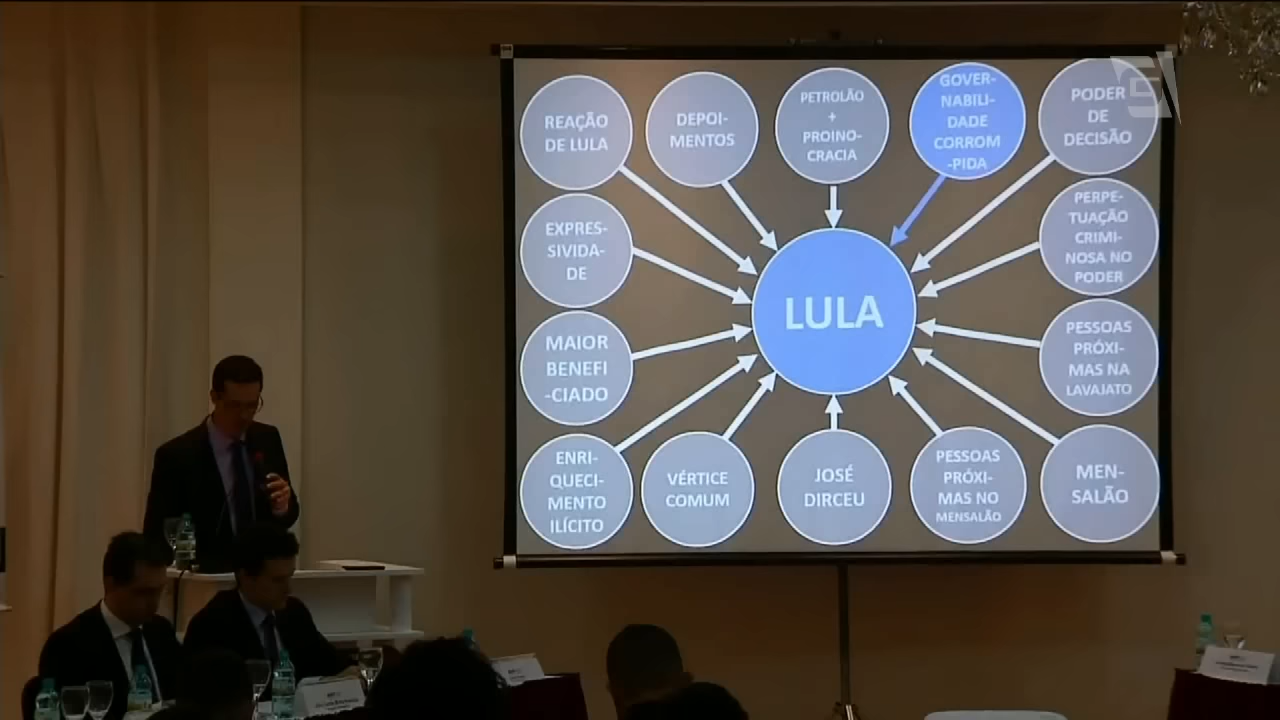 REAÇÃO
DE LULA
DEPOI-
MENTOS
PETROLÃO
+
PROINO-
CRACIA
GOVER-
NABILI-
DADE
CORROM
-PIDA
PODER
DE
DECISÃO
EXPRES-
SIVIDA-
DE
PERPE-
TUAÇÃO
CRIMI-
NOSA NO
PODER
LULA
MAIOR
BENEFI
-CIADO
PESSOAS
PRÓXI-
MAS NA
LAVAJATO
ENRI-
QUECI-
MENTO
ILÍCITO
VÉRTICE
COMUM
JOSÉ
DIRCEU
PESSOAS
PRÓXI-
MAS NO
MENSALÃO
MEN-
SALÃO